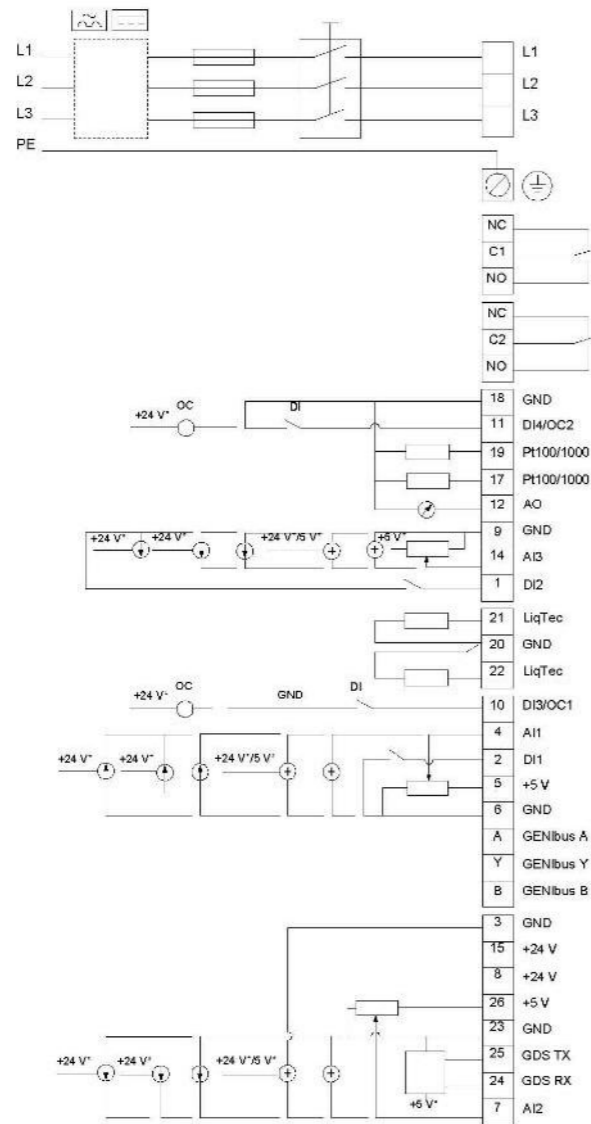 L1 L1
L2 L2
L3 L3
PE
NC
C1
NO
NC
C2
NO
18 GND
+24 V* OC DI 11 DI4/OC2
19 Pt100/1000
17 Pt100/1000
12 AO
9 GND
+24 V* +24 V* +24 V*/5 V* +5 V* 14 AI3
1 DI2
21 LiqTec
20 GND
22 LiqTec
+24 V* OC GND DI 10 DI3/OC1
4 AI1
+24 V* +24 V* +24 V*/5 V* 2 DI1
5 +5 V
6 GND
A GENIbus A
Y GENIbus Y
B GENIbus B
3 GND
15 +24 V
8 +24 V
26 +5 V
23 GND
+24 V* +24 V* +24 V*/5 V* 25 GDS TX
24 GDS RX
+5 V* 7 AI2